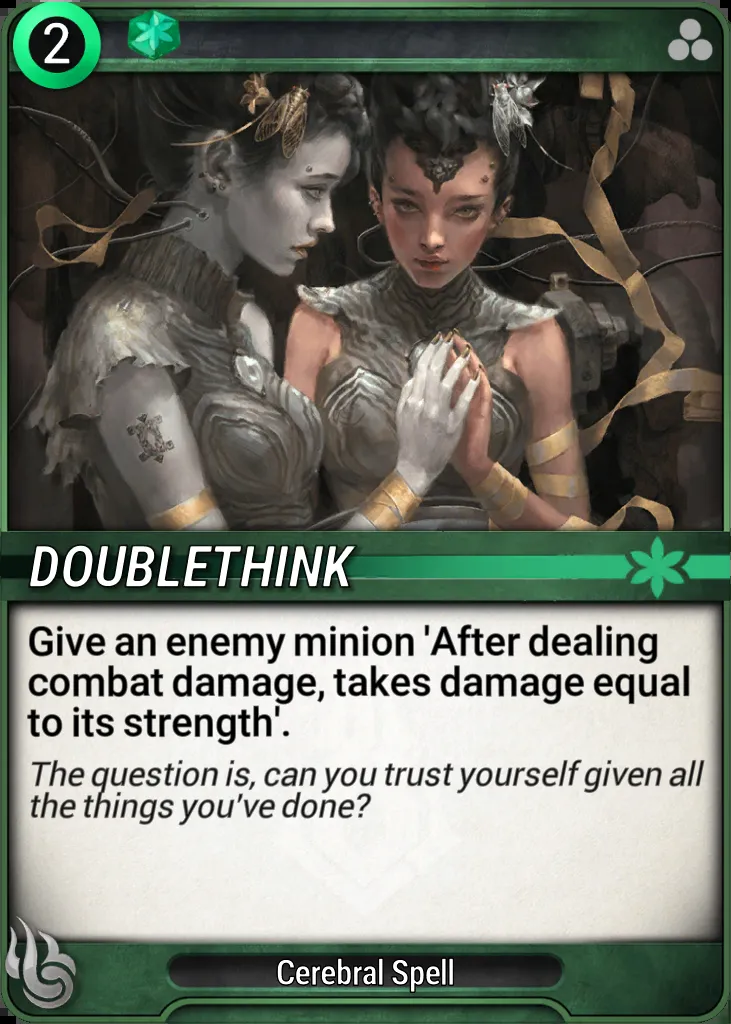 2
DOUBLETHINK
Give an enemy minion 'After dealing
combat damage, takes damage equal
to its strength'.
The question is, can you trust yourself given all
the things you've done?
Cerebral Spell